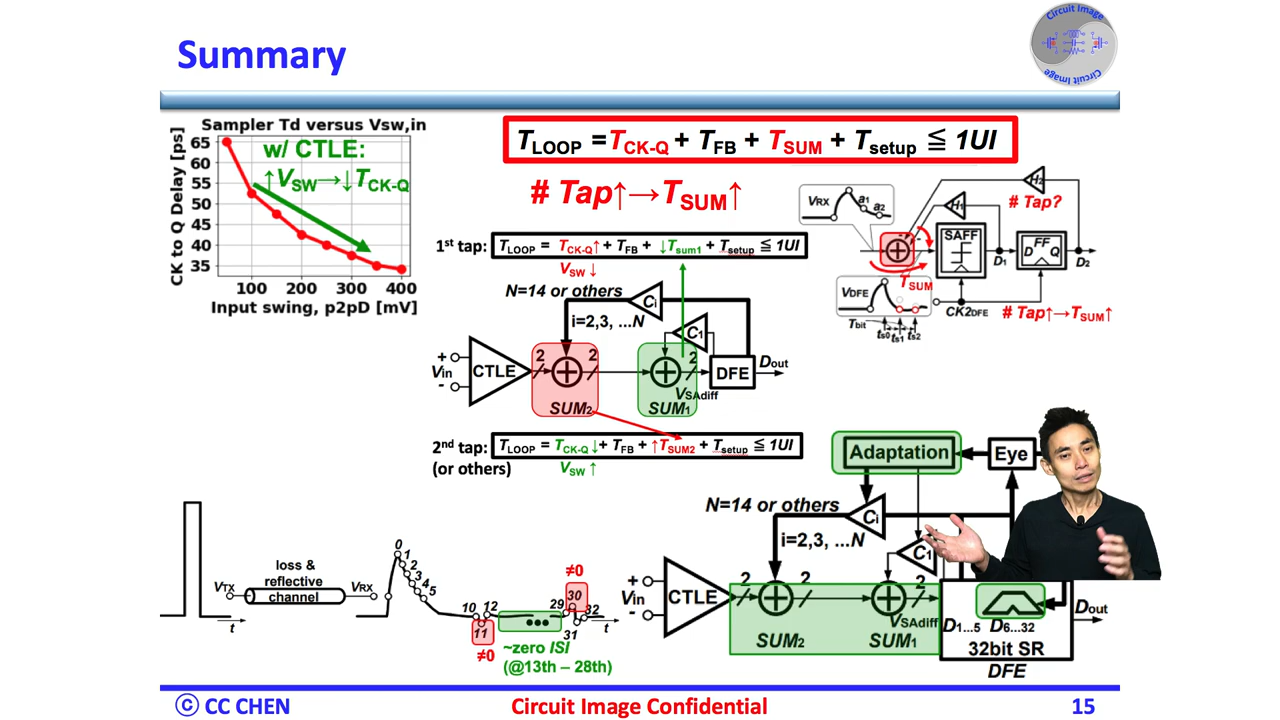 Summary
Circuit Image
Circuit Image
Sampler Td versus Vsw,in
CK to Q Delay [ps]
65
60
55
50
45
40
35
100 200 300 400
Input swing, p2pD [mV]
w/ CTLE:
↑VSW→↓TCK-Q
TLOOP =TCK-Q + TFB + TSUM + Tsetup ≦ 1UI
# Tap↑→TSUM↑
1st tap: TLOOP = TCK-Q↑ + TFB + ↓Tsum1 + Tsetup ≦ 1UI
VSW ↓
N=14 or others
Ci
i=2,3, ...N
C1
+
Vin
-
CTLE
2
2
2
VSAdiff
DFE
Dout
SUM2
SUM1
2nd tap: TLOOP = TCK-Q↓ + TFB + ↑TSUM2 + Tsetup ≦ 1UI
(or others)
VSW ↑
VRX
a1
a2
H2
# Tap?
H1
SAFF
FF
D Q
D1
D2
TSUM
VDFE
CK2DFE
# Tap↑→TSUM↑
Tbit
ts0
ts1
ts2
Adaptation
Eye
N=14 or others
Ci
i=2,3, ...N
C1
+
Vin
-
CTLE
2
2
2
VSAdiff
SUM2
SUM1
D1...5 D6...32
32bit SR
DFE
Dout
t
VTX
loss &
reflective
channel
VRX
0
1
2
3
4
5
10
11
12
≠0
~zero ISI
(@13th – 28th)
29
30
31
32
≠0
t
© CC CHEN
Circuit Image Confidential
15